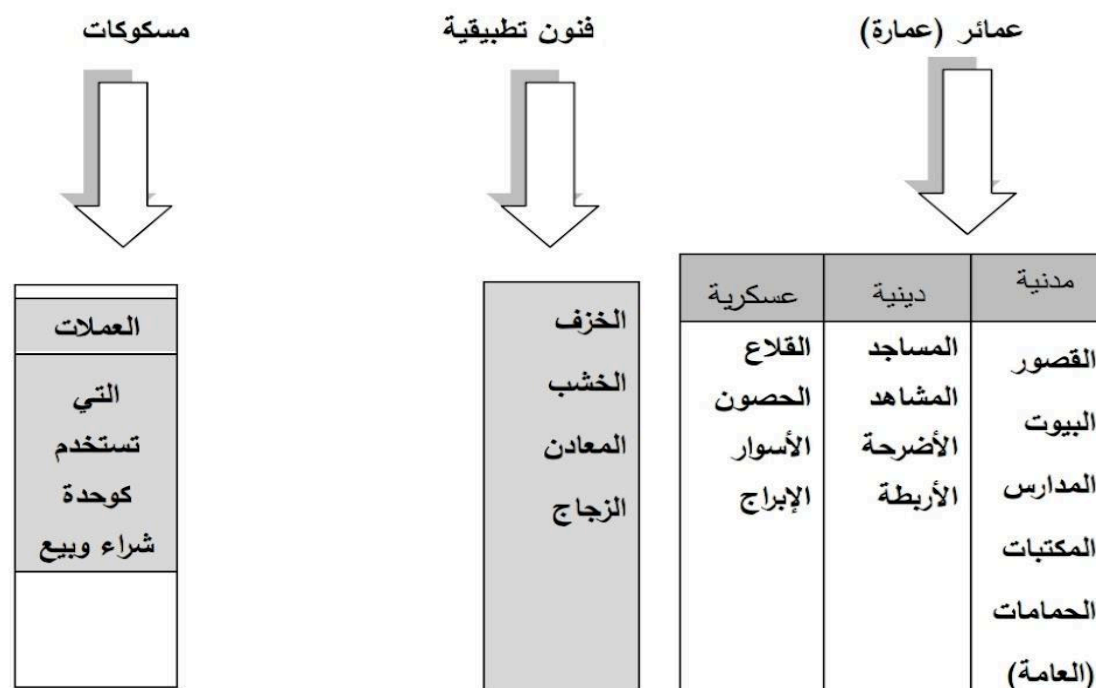 عمائر (عمارة)
فنون تطبيقية
مسكوكات
مدنية
القصور
البيوت
المدارس
المكتبات
الحمامات
(العامة)
دينية
المساجد
المشاهد
الأضرحة
الأربطة
عسكرية
القلاع
الحصون
الأسوار
الإبراج
الخزف
الخشب
المعادن
الزجاج
العملات
التي
تستخدم
كوحدة
شراء وبيع